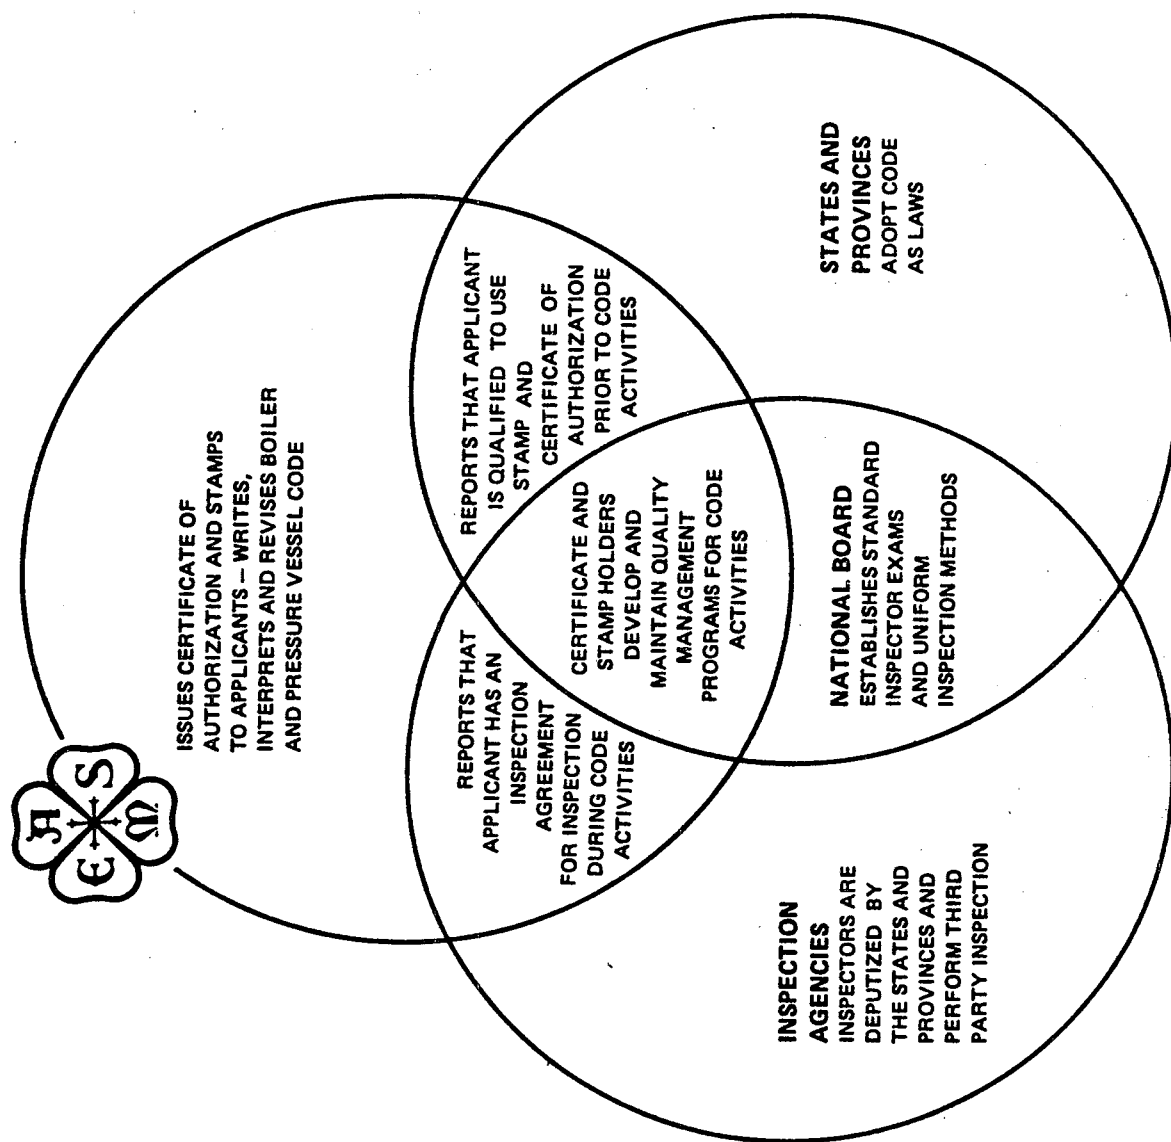 A
S
M
E
ISSUES CERTIFICATE OF
AUTHORIZATION AND STAMPS
TO APPLICANTS – WRITES,
INTERPRETS AND REVISES BOILER
AND PRESSURE VESSEL CODE
REPORTS THAT
APPLICANT HAS AN
INSPECTION
AGREEMENT
FOR INSPECTION
DURING CODE
ACTIVITIES
REPORTS THAT APPLICANT
IS QUALIFIED TO USE
STAMP AND
CERTIFICATE OF
AUTHORIZATION
PRIOR TO CODE
ACTIVITIES
CERTIFICATE AND
STAMP HOLDERS
DEVELOP AND
MAINTAIN QUALITY
MANAGEMENT
PROGRAMS FOR CODE
ACTIVITIES
INSPECTION
AGENCIES
INSPECTORS ARE
DEPUTIZED BY
THE STATES AND
PROVINCES AND
PERFORM THIRD
PARTY INSPECTION
NATIONAL BOARD
ESTABLISHES STANDARD
INSPECTOR EXAMS
AND UNIFORM
INSPECTION METHODS
STATES AND
PROVINCES
ADOPT CODE
AS LAWS